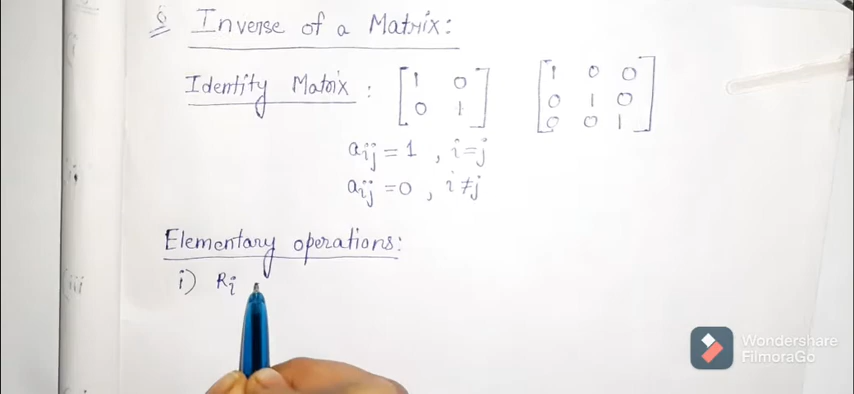 Inverse of a Matrix:
Identity Matrix : [1 0 [1 0 0
0 1] 0 1 0
0 0 1]
aij = 1 , i=j
aij = 0 , i≠j
Elementary operations:
i) Ri
Wondershare
FilmoraGo
(iii